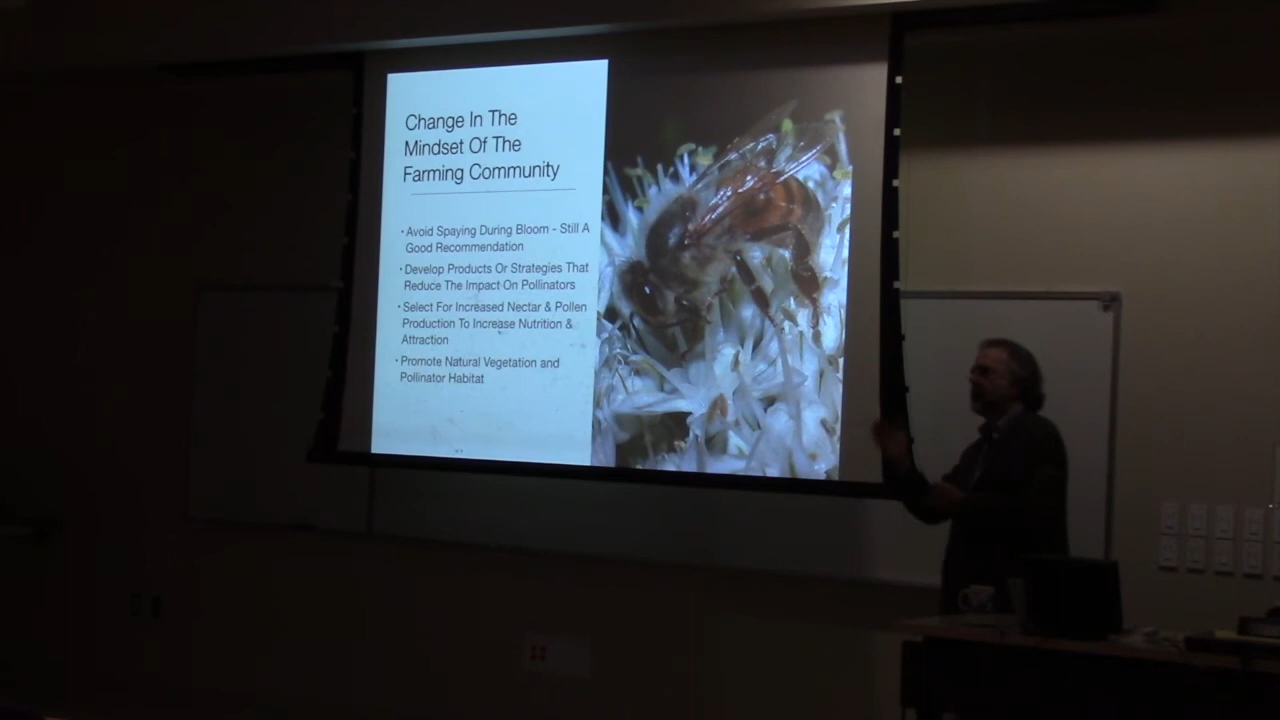 Change In The
Mindset Of The
Farming Community
• Avoid Spaying During Bloom - Still A
Good Recommendation
• Develop Products Or Strategies That
Reduce The Impact On Pollinators
• Select For Increased Nectar & Pollen
Production To Increase Nutrition &
Attraction
• Promote Natural Vegetation and
Pollinator Habitat